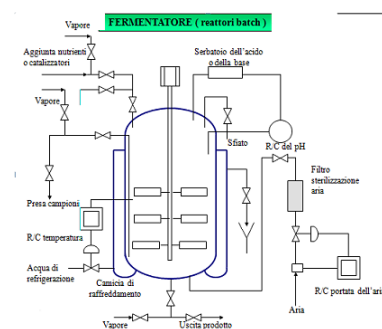 FERMENTATORE ( reattori batch )
Vapore
Aggiunta nutrienti
o catalizzatori
Serbatoio dell'acido
o della base
Vapore
Sfiato
R/C del pH
Filtro
sterilizzazione
aria
Presa campioni
R/C temperatura
Acqua di
refrigerazione
Camicia di
raffreddamento
R/C portata dell'aria
Aria
Vapore
Uscita prodotto